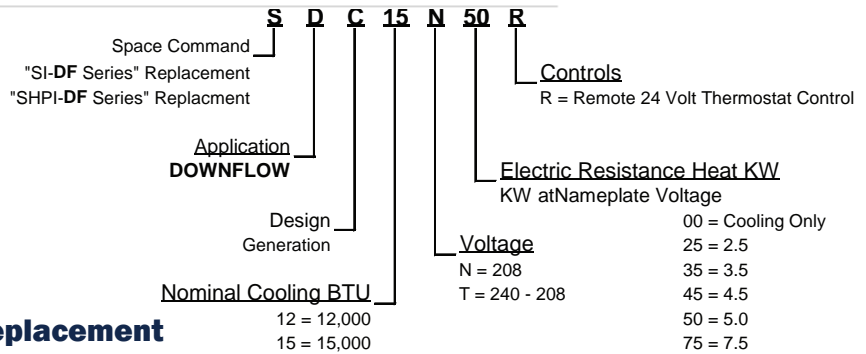 S D C 15 N 50 R
Space Command
"SI-DF Series" Replacement
"SHPI-DF Series" Replacment
Controls
R = Remote 24 Volt Thermostat Control
Application
DOWNFLOW
Electric Resistance Heat KW
KW atNameplate Voltage
00 = Cooling Only
25 = 2.5
35 = 3.5
45 = 4.5
50 = 5.0
75 = 7.5
Design
Generation
Voltage
N = 208
T = 240 - 208
Nominal Cooling BTU
12 = 12,000
15 = 15,000
eplacement